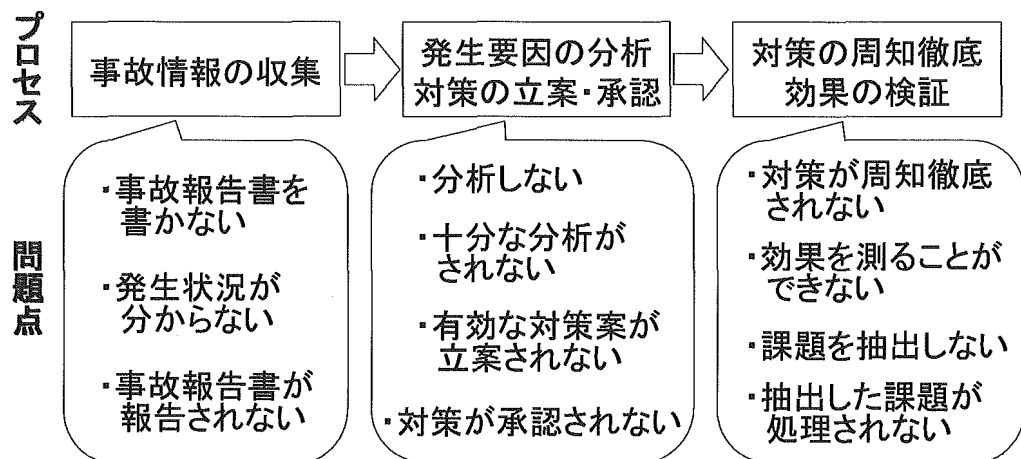 プロセス
事故情報の収集
発生要因の分析
対策の立案・承認
対策の周知徹底
効果の検証
問題点
・事故報告書を
書かない
・発生状況が
分からない
・事故報告書が
報告されない
・分析しない
・十分な分析が
されない
・有効な対策案が
立案されない
・対策が承認されない
・対策が周知徹底
されない
・効果を測ることが
できない
・課題を抽出しない
・抽出した課題が
処理されない